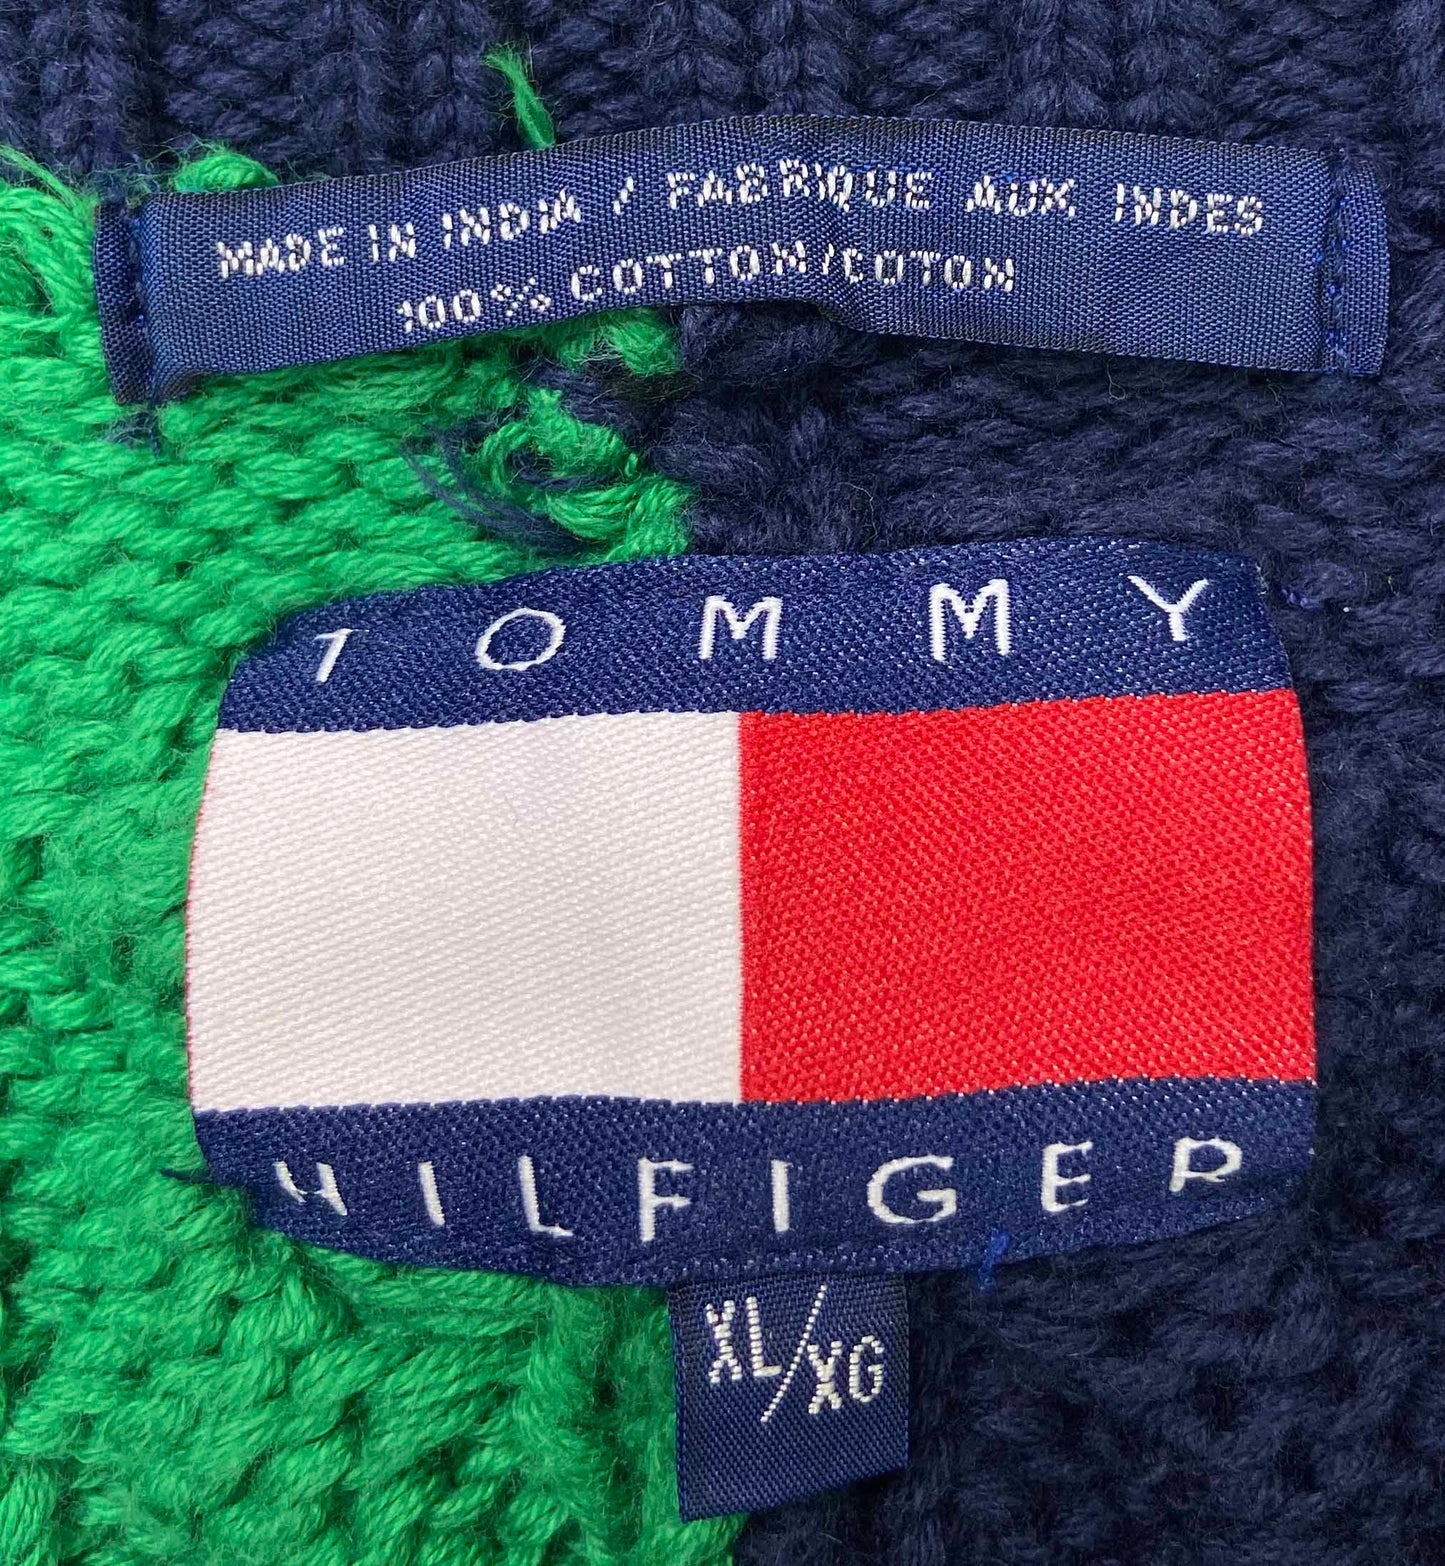 MADE IN INDIA / FABRIQUE AUX INDES
100% COTTON/COTON
TOMMY
HILFIGER
XL/XG